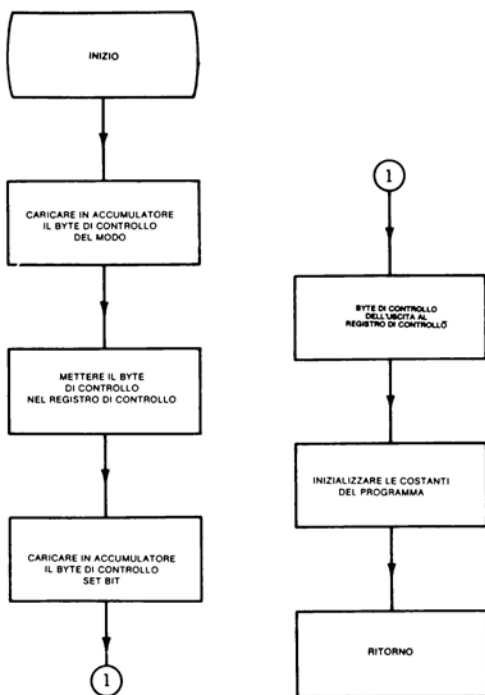 INIZIO
CARICARE IN ACCUMULATORE
IL BYTE DI CONTROLLO
DEL MODO
METTERE IL BYTE
DI CONTROLLO
NEL REGISTRO DI CONTROLLO
CARICARE IN ACCUMULATORE
IL BYTE DI CONTROLLO
SET BIT
1
1
BYTE DI CONTROLLO
DELL'USCITA AL
REGISTRO DI CONTROLLO
INIZIALIZZARE LE COSTANTI
DEL PROGRAMMA
RITORNO